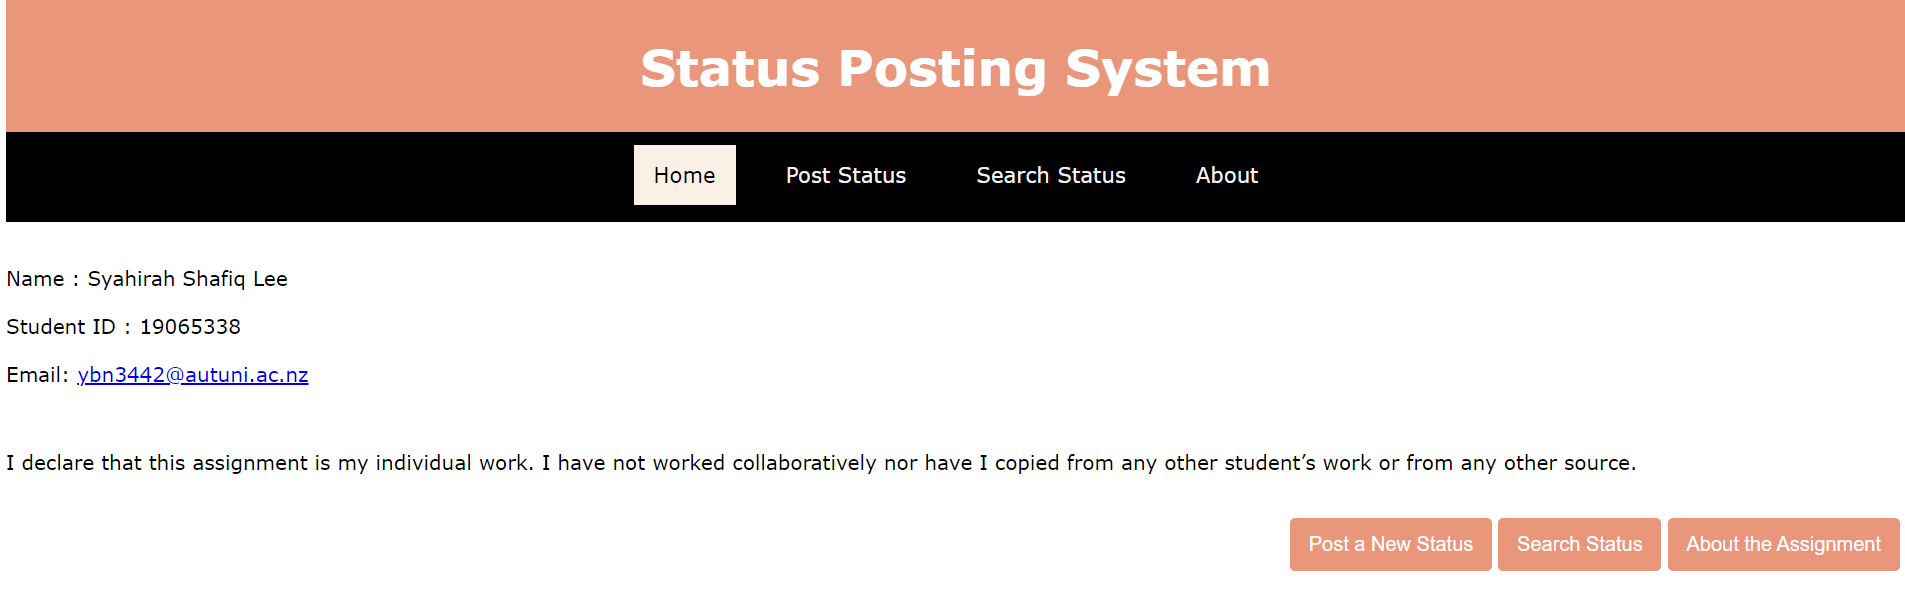 Status Posting System
Home Post Status Search Status About
Name : Syahirah Shafiq Lee
Student ID : 19065338
Email: ybn3442@autuni.ac.nz
I declare that this assignment is my individual work. I have not worked collaboratively nor have I copied from any other student’s work or from any other source.
Post a New Status Search Status About the Assignment